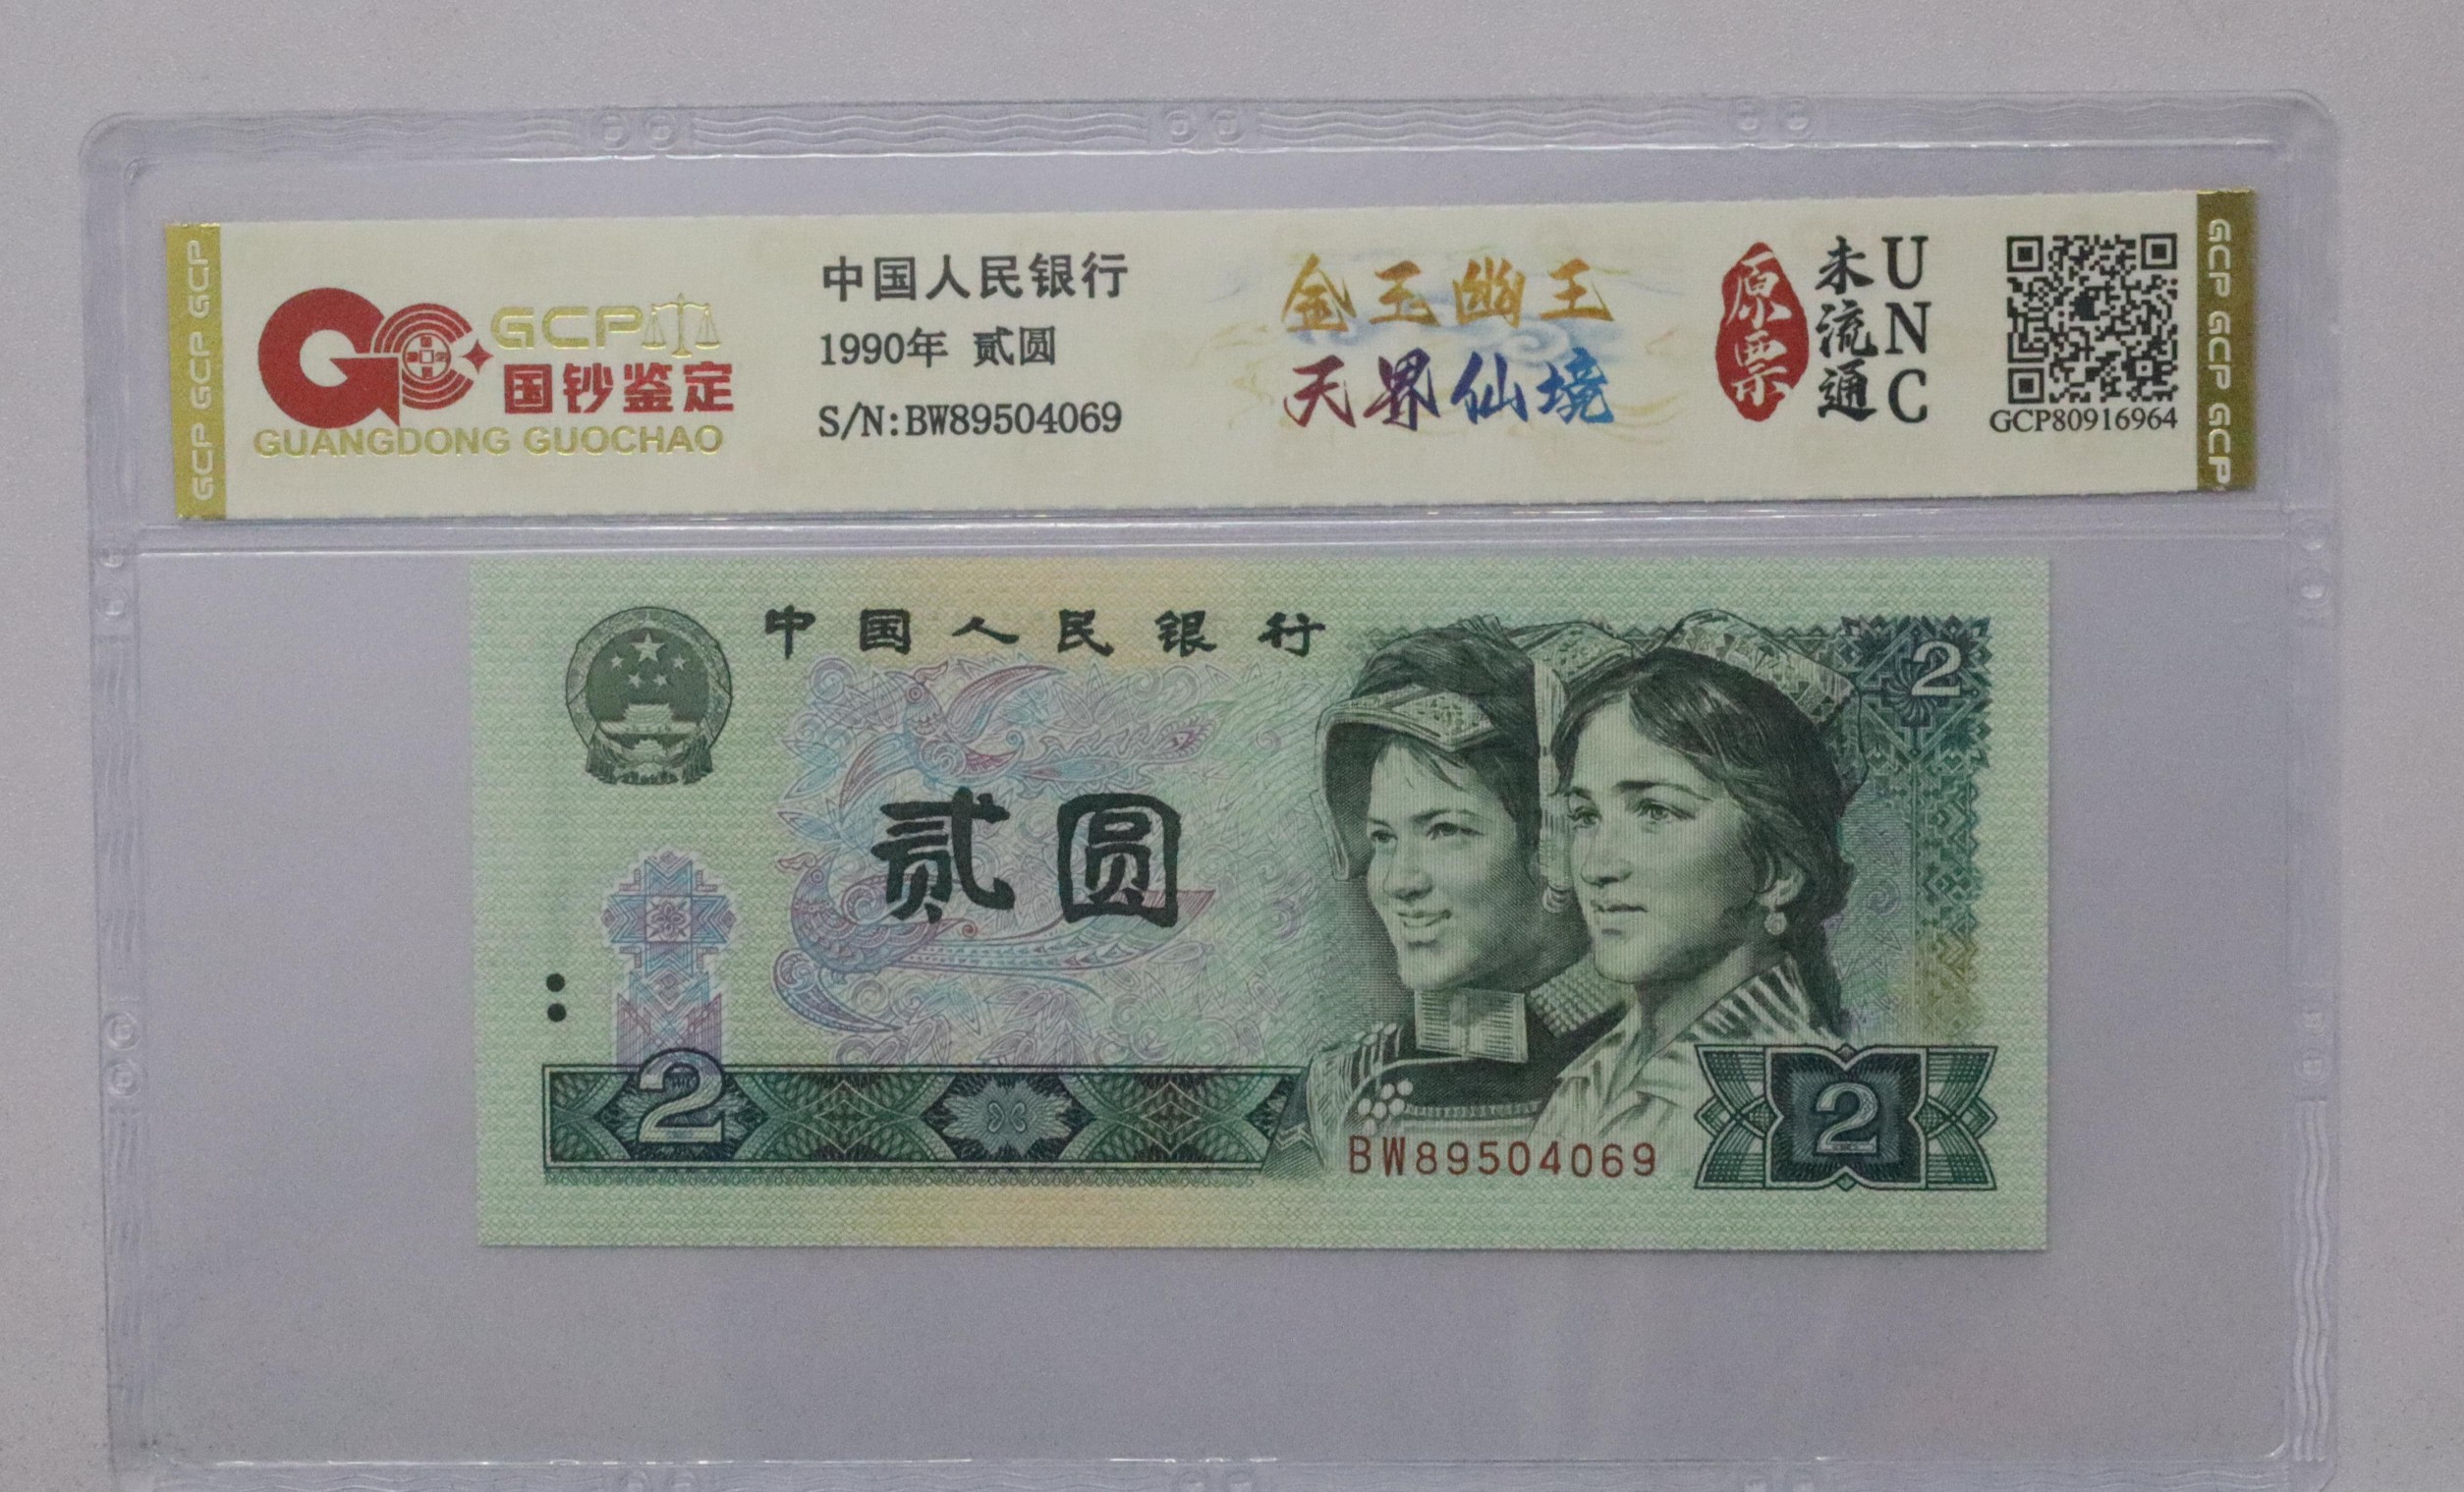 GCP GCP GCP
GCP
国钞鉴定
GUANGDONG GUOCHAO
中国人民银行
1990年 贰圆
S/N:BW89504069
金玉幽王
天界仙境
原票
未流通
UNC
GCP80916964
GCP GCP GCP
中国人民银行
2
贰圆
2
BW89504069
2